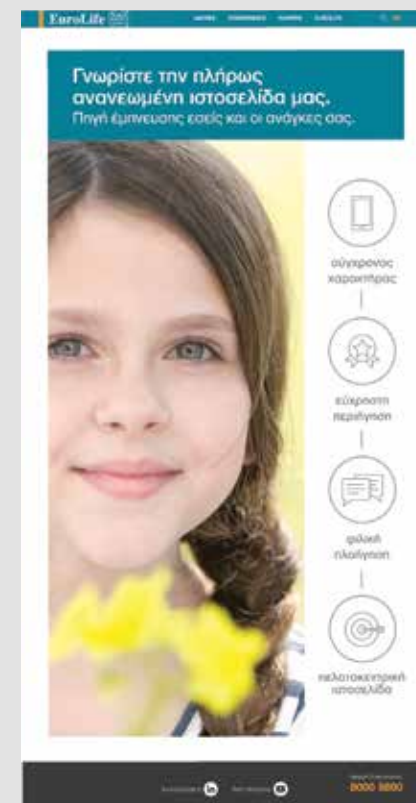 EuroLife
Γνωρίστε την πλήρως
ανανεωμένη ιστοσελίδα μας.
Πηγή έμπνευσης εσείς και οι ανάγκες σας.
σύγχρονος
χαρακτήρας
εύχρηστη
περιήγηση
φιλική
πλοήγηση
πελατοκεντρική
ιστοσελίδα
8000 8800